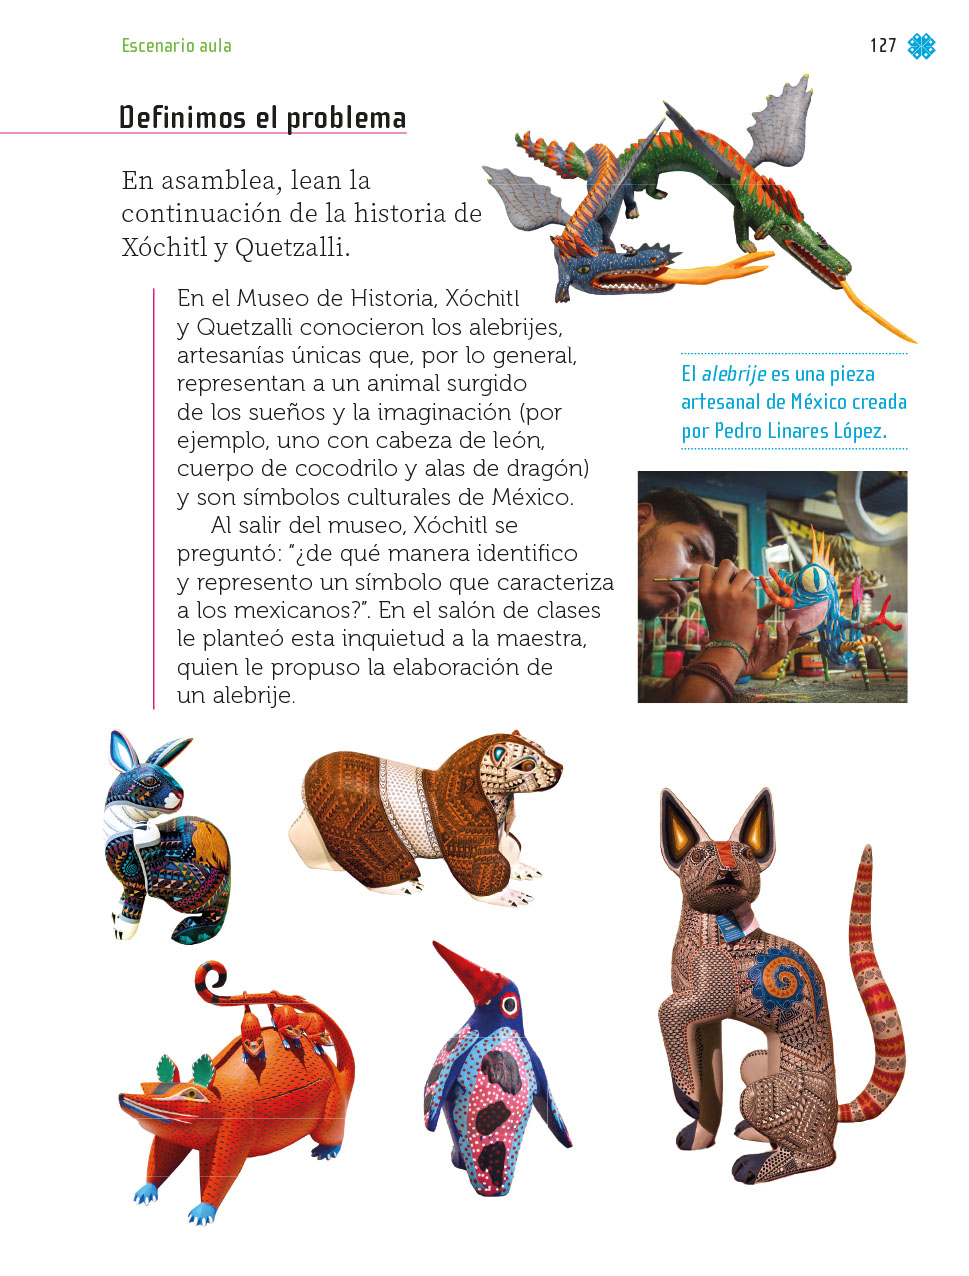 Escenario aula
127
Definimos el problema
En asamblea, lean la
continuación de la historia de
Xóchitl y Quetzalli.
En el Museo de Historia, Xóchitl
y Quetzalli conocieron los alebrijes,
artesanías únicas que, por lo general,
representan a un animal surgido
de los sueños y la imaginación (por
ejemplo, uno con cabeza de león,
cuerpo de cocodrilo y alas de dragón)
y son símbolos culturales de México.
Al salir del museo, Xóchitl se
preguntó: “¿de qué manera identifico
y represento un símbolo que caracteriza
a los mexicanos?”. En el salón de clases
le planteó esta inquietud a la maestra,
quien le propuso la elaboración de
un alebrije.
El alebrije es una pieza
artesanal de México creada
por Pedro Linares López.